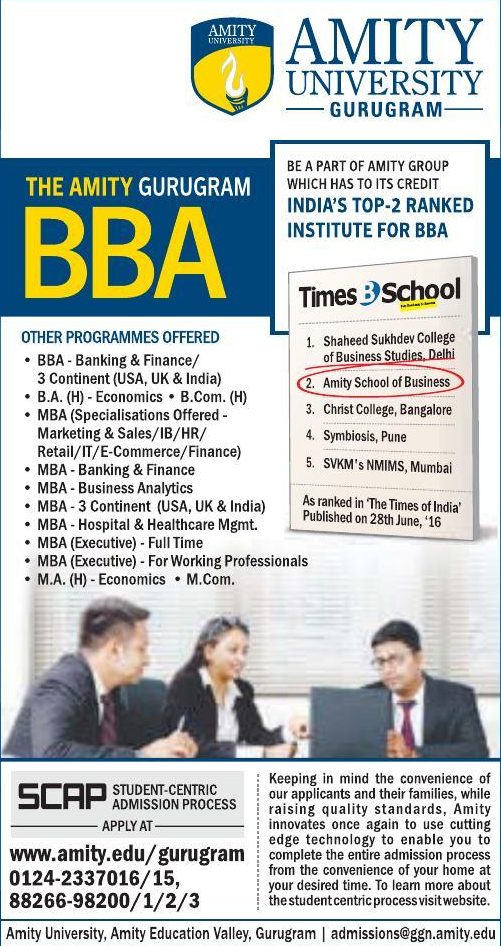 AMITY
UNIVERSITY
AMITY
UNIVERSITY
GURUGRAM
THE AMITY GURUGRAM
BBA
BE A PART OF AMITY GROUP
WHICH HAS TO ITS CREDIT
INDIA'S TOP-2 RANKED
INSTITUTE FOR BBA
Times B School
1. Shaheed Sukhdev College
of Business Studies, Delhi
2. Amity School of Business
3. Christ College, Bangalore
4. Symbiosis, Pune
5. SVKM's NMIMS, Mumbai
As ranked in 'The Times of India'
Published on 28th June, '16
OTHER PROGRAMMES OFFERED
• BBA - Banking & Finance/
3 Continent (USA, UK & India)
• B.A. (H) - Economics • B.Com. (H)
• MBA (Specialisations Offered -
Marketing & Sales/IB/HR/
Retail/IT/E-Commerce/Finance)
• MBA - Banking & Finance
• MBA - Business Analytics
• MBA - 3 Continent (USA, UK & India)
• MBA - Hospital & Healthcare Mgmt.
• MBA (Executive) - Full Time
• MBA (Executive) - For Working Professionals
• M.A. (H) - Economics • M.Com.
SCAP STUDENT-CENTRIC
ADMISSION PROCESS
APPLY AT
www.amity.edu/gurugram
0124-2337016/15,
88266-98200/1/2/3
Keeping in mind the convenience of
our applicants and their families, while
raising quality standards, Amity
innovates once again to use cutting
edge technology to enable you to
complete the entire admission process
from the convenience of your home at
your desired time. To learn more about
the student centric process visit website.
Amity University, Amity Education Valley, Gurugram | admissions@ggn.amity.edu